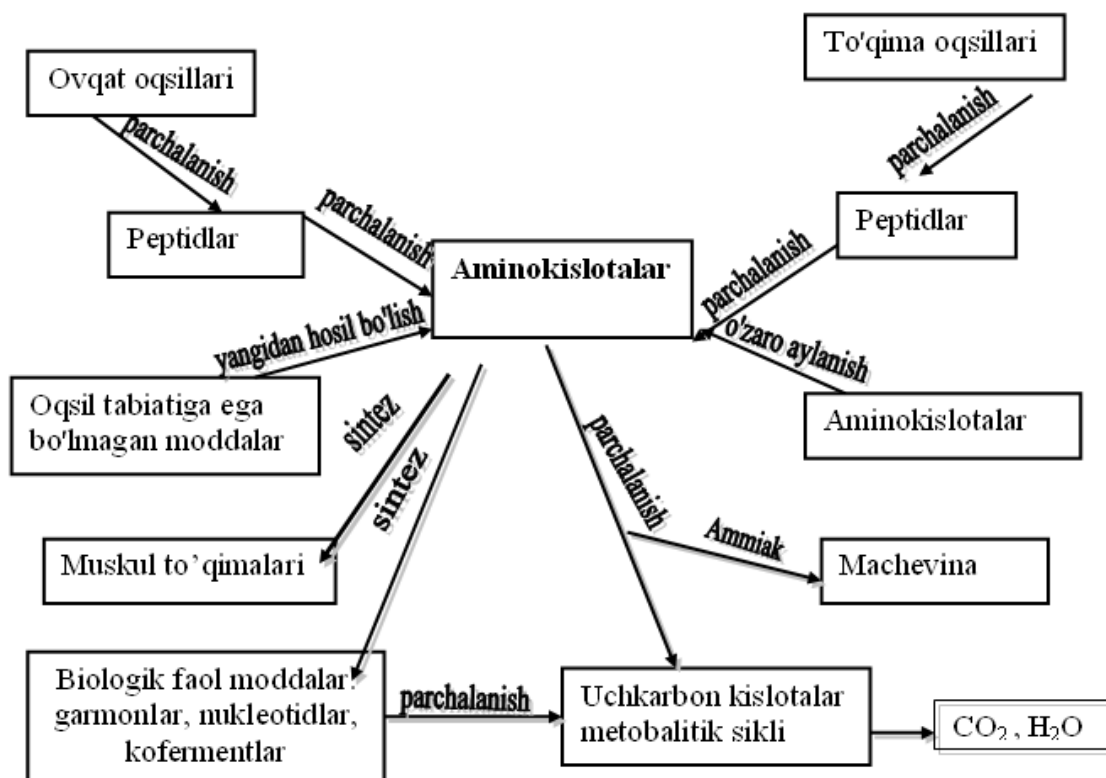 Ovqat oqsillari
To'qima oqsillari
parchalanish
parchalanish
Peptidlar
parchalanish
Peptidlar
parchalanish
Aminokislotalar
yangidan hosil bo'lish
o'zaro aylanish
Oqsil tabiatiga ega
bo'lmagan moddalar
Aminokislotalar
sintez
sintez
parchalanish
Ammiak
Muskul to’qimalari
Machevina
Biologik faol moddalar:
garmonlar, nukleotidlar,
kofermentlar
parchalanish
Uchkarbon kislotalar
metobalitik sikli
CO₂ , H₂O